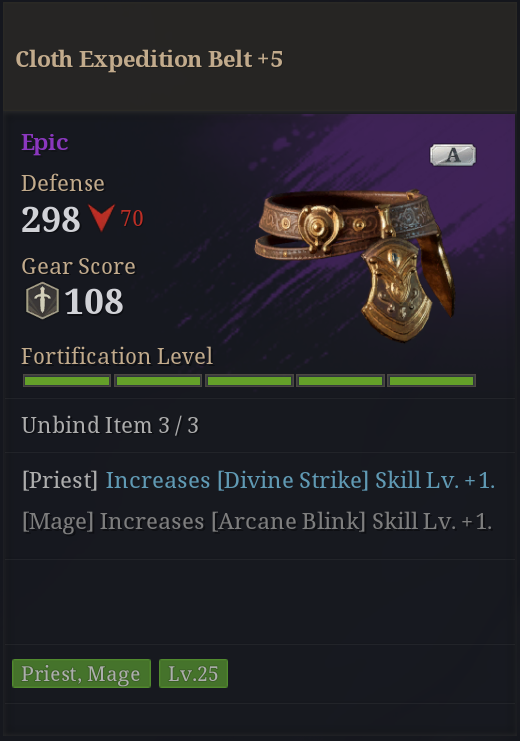 Cloth Expedition Belt +5
Epic
A
Defense
298 70
Gear Score
108
Fortification Level
Unbind Item 3 / 3
[Priest] Increases [Divine Strike] Skill Lv. +1.
[Mage] Increases [Arcane Blink] Skill Lv. +1.
Priest, Mage Lv.25